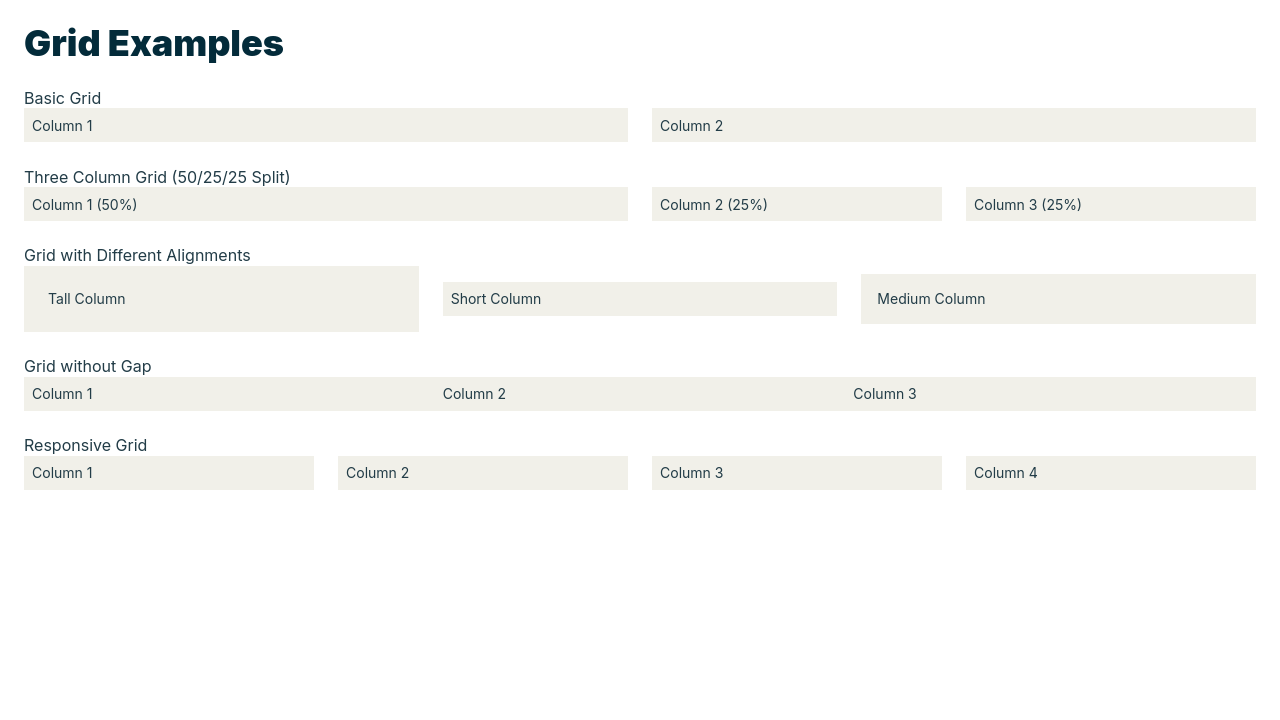 Grid Examples
Basic Grid
Column 1 Column 2
Three Column Grid (50/25/25 Split)
Column 1 (50%) Column 2 (25%) Column 3 (25%)
Grid with Different Alignments
Tall Column Short Column Medium Column
Grid without Gap
Column 1 Column 2 Column 3
Responsive Grid
Column 1 Column 2 Column 3 Column 4